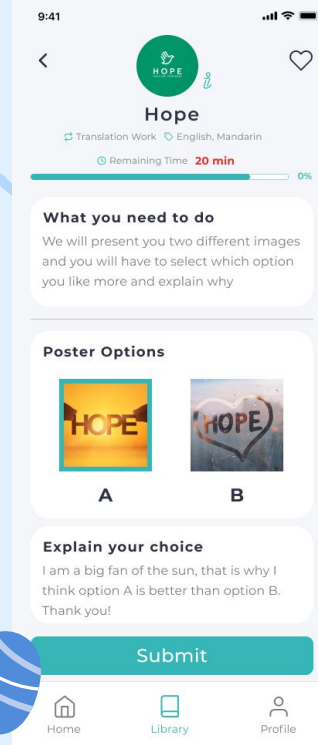 9:41
HOPE
Hope
Translation Work English, Mandarin
Remaining Time 20 min
0%
What you need to do
We will present you two different images
and you will have to select which option
you like more and explain why
Poster Options
HOPE
HOPE
A
B
Explain your choice
I am a big fan of the sun, that is why I
think option A is better than option B.
Thank you!
Submit
Home
Library
Profile